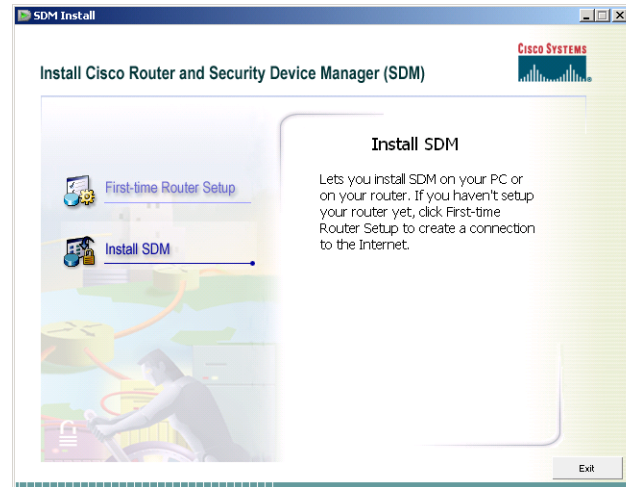 SDM Install
CISCO SYSTEMS
Install Cisco Router and Security Device Manager (SDM)
First-time Router Setup
Install SDM
Install SDM
Lets you install SDM on your PC or
on your router. If you haven't setup
your router yet, click First-time
Router Setup to create a connection
to the Internet.
Exit